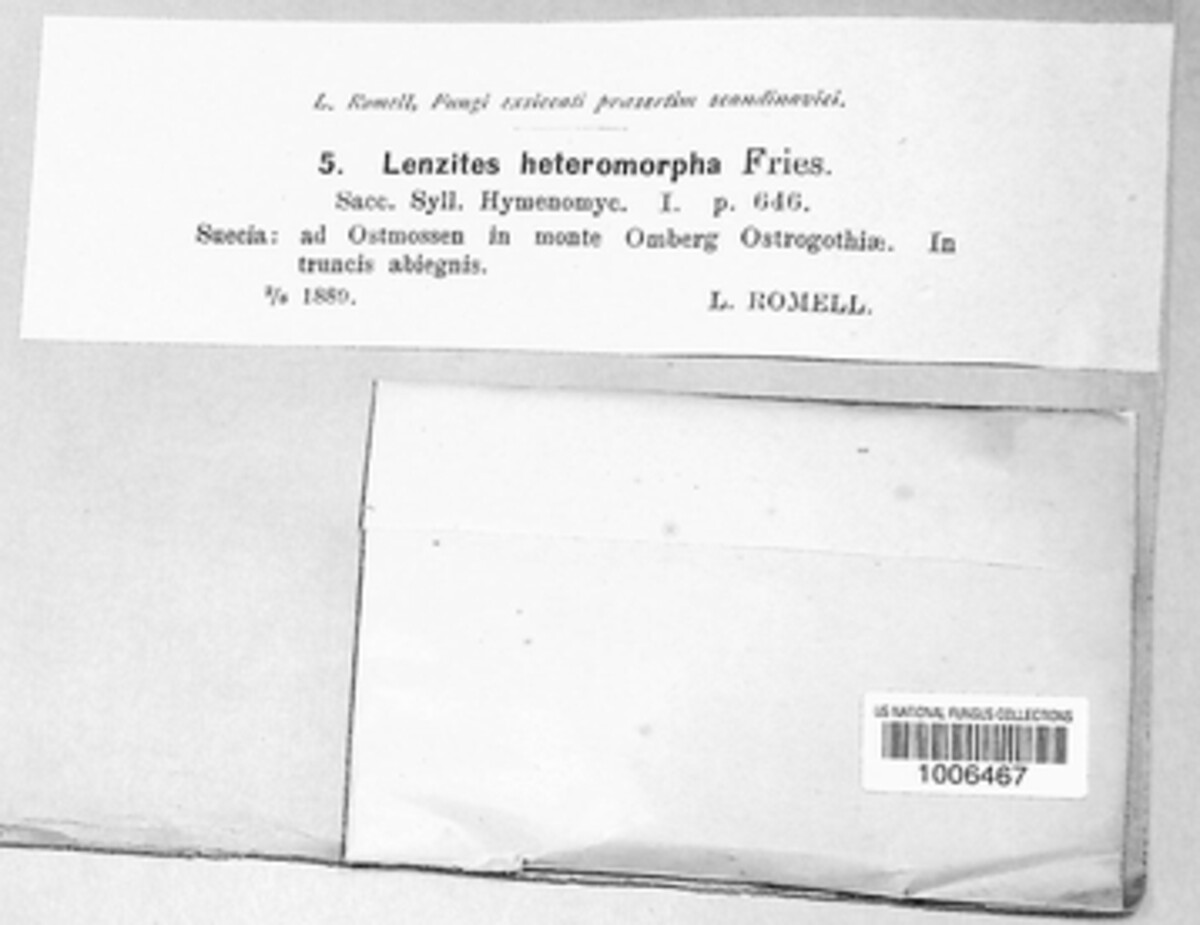 L. Romell, Fungi exsiccati præsertim scandinavici.
5. Lenzites heteromorpha Fries.
Sacc. Syll. Hymenomyc. I. p. 646.
Suecia: ad Ostmossen in monte Omberg Ostrogothiæ. In
truncis abiegnis.
1889. L. ROMELL.
US NATIONAL FUNGUS COLLECTIONS
1006467